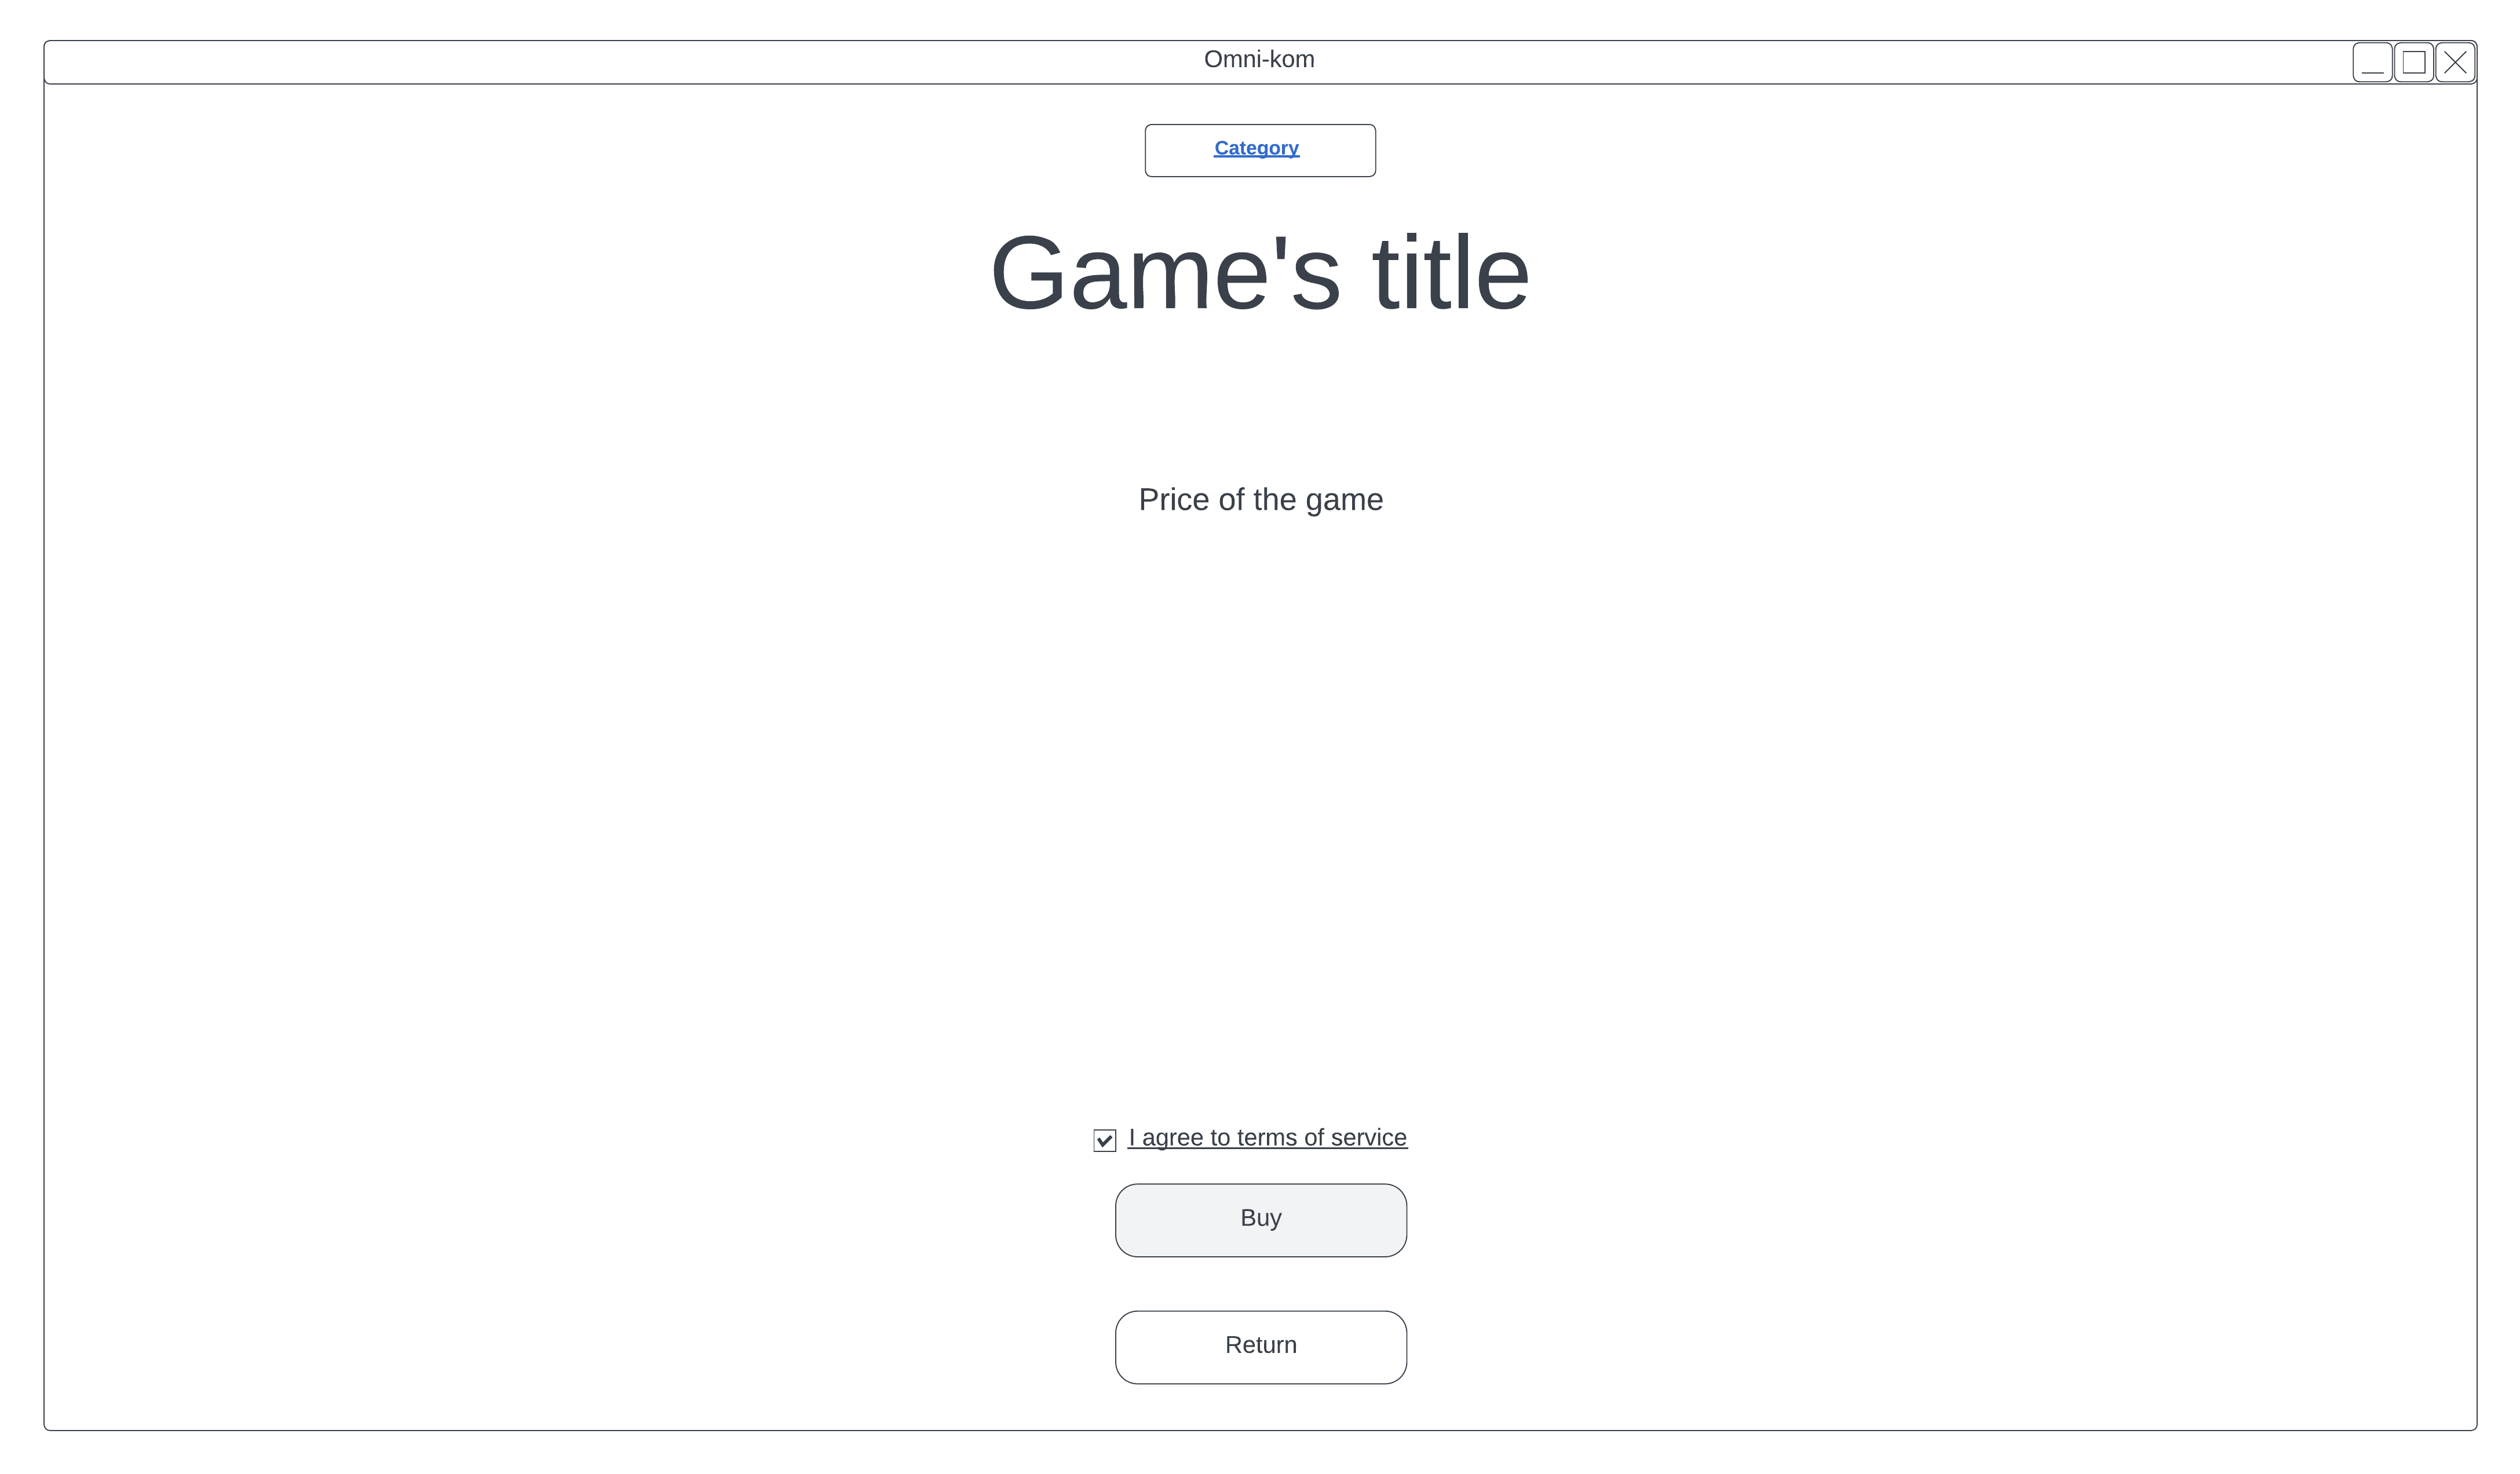 Omni-kom
Category
Game's title
Price of the game
I agree to terms of service
Buy
Return